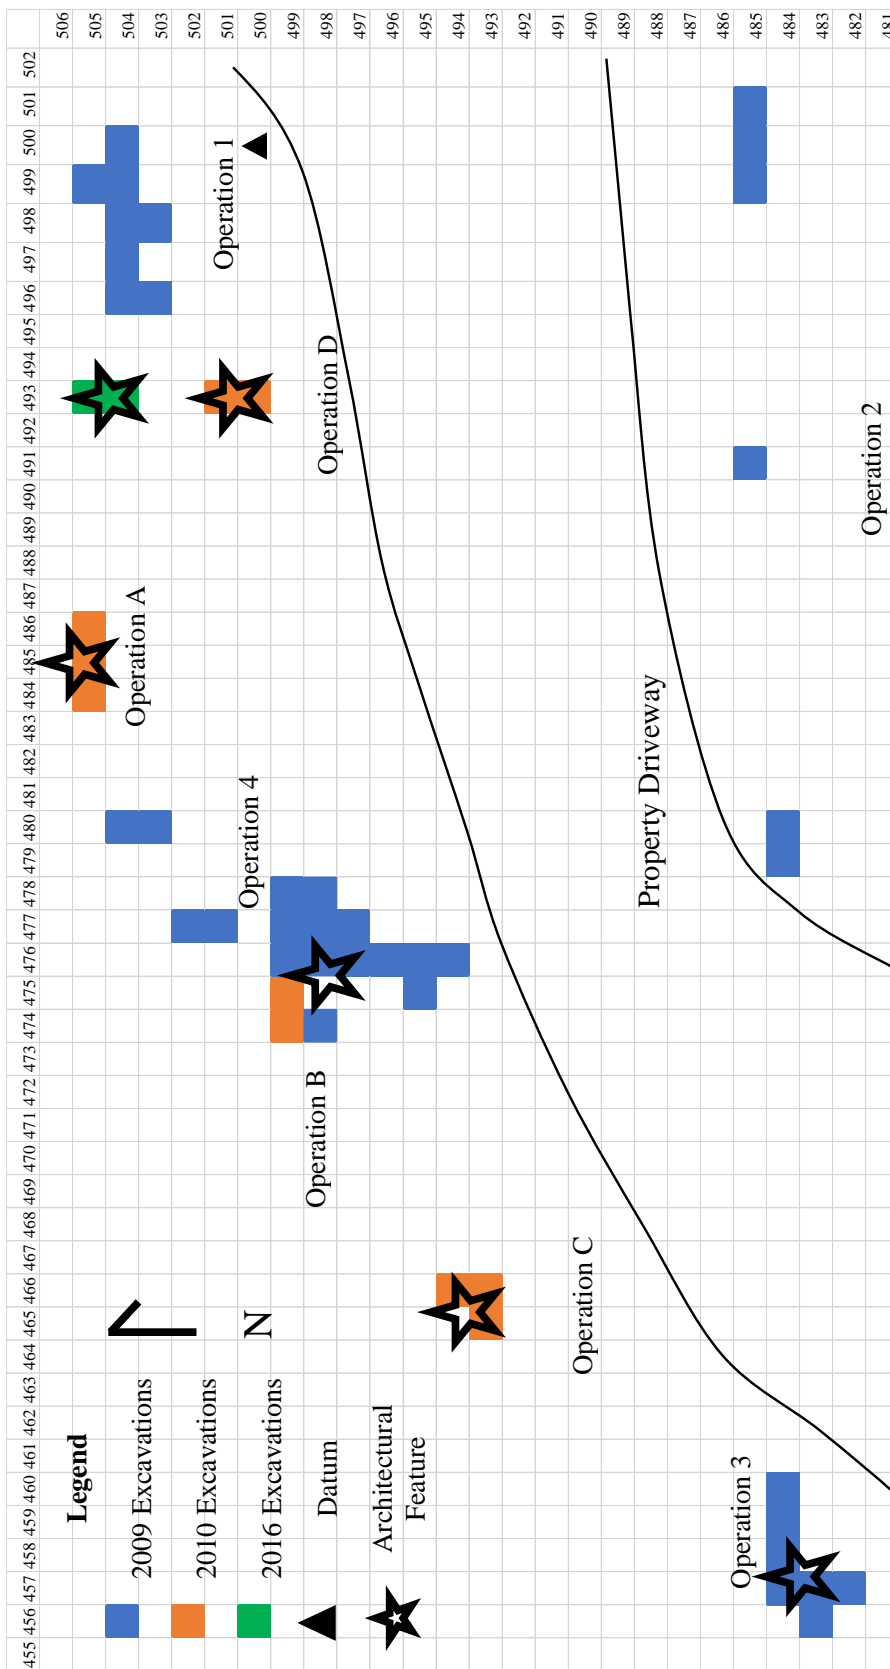 455 456 457 458 459 460 461 462 463 464 465 466 467 468 469 470 471 472 473 474 475 476 477 478 479 480 481 482 483 484 485 486 487 488 489 490 491 492 493 494 495 496 497 498 499 500 501 502
506
505
504
503
502
501
500
499
498
497
496
495
494
493
492
491
490
489
488
487
486
485
484
483
482
481
Legend
2009 Excavations
2010 Excavations
2016 Excavations
Datum
Architectural
Feature
N
Operation A
Operation 1
Operation 4
Operation D
Operation B
Operation C
Property Driveway
Operation 3
Operation 2